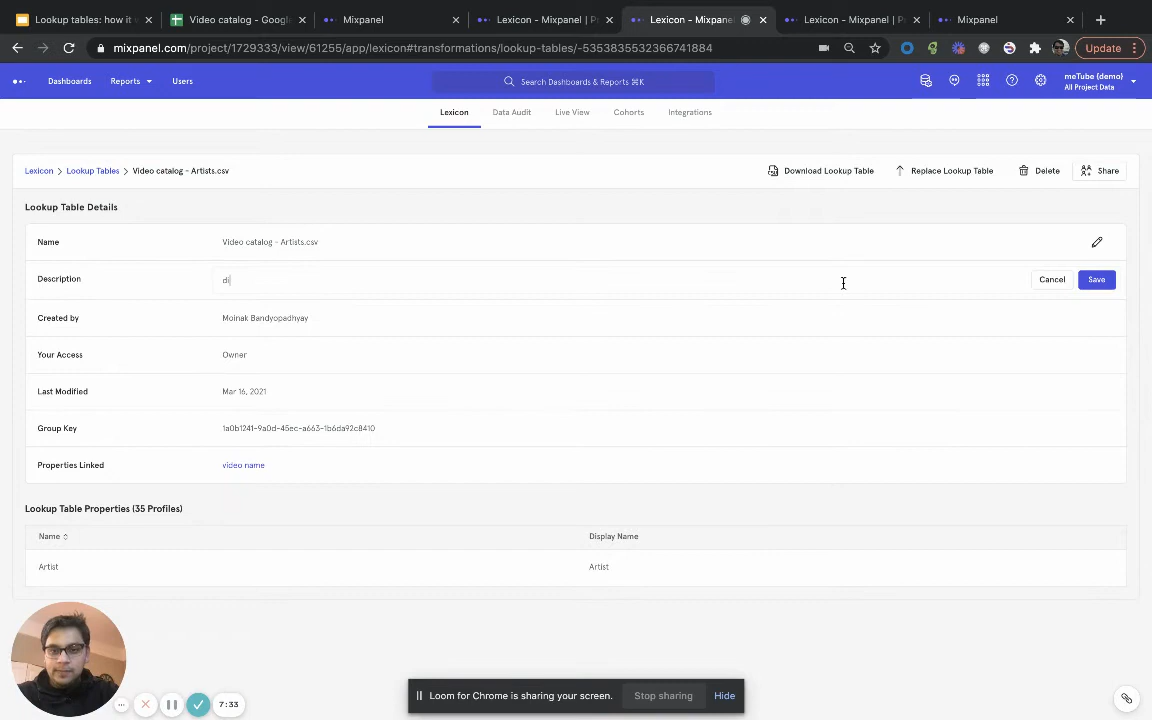 Lookup tables: how it w
Video catalog - Google
Mixpanel
Lexicon - Mixpanel | P
Lexicon - Mixpanel
Lexicon - Mixpanel | P
Mixpanel
mixpanel.com/project/1729333/view/61255/app/lexicon#transformations/lookup-tables/-5353835532366741884
Update
Dashboards
Reports
Users
Search Dashboards & Reports ⌘K
meTube (demo)
All Project Data
Lexicon
Data Audit
Live View
Cohorts
Integrations
Lexicon > Lookup Tables > Video catalog - Artists.csv
Download Lookup Table
Replace Lookup Table
Delete
Share
Lookup Table Details
Name
Video catalog - Artists.csv
Description
di
Cancel
Save
Created by
Moinak Bandyopadhyay
Your Access
Owner
Last Modified
Mar 16, 2021
Group Key
1a0b1241-9a0d-45ec-a663-1b6da92c8410
Properties Linked
video name
Lookup Table Properties (35 Profiles)
Name
Display Name
Artist
Artist
Loom for Chrome is sharing your screen.
Stop sharing
Hide
7:33